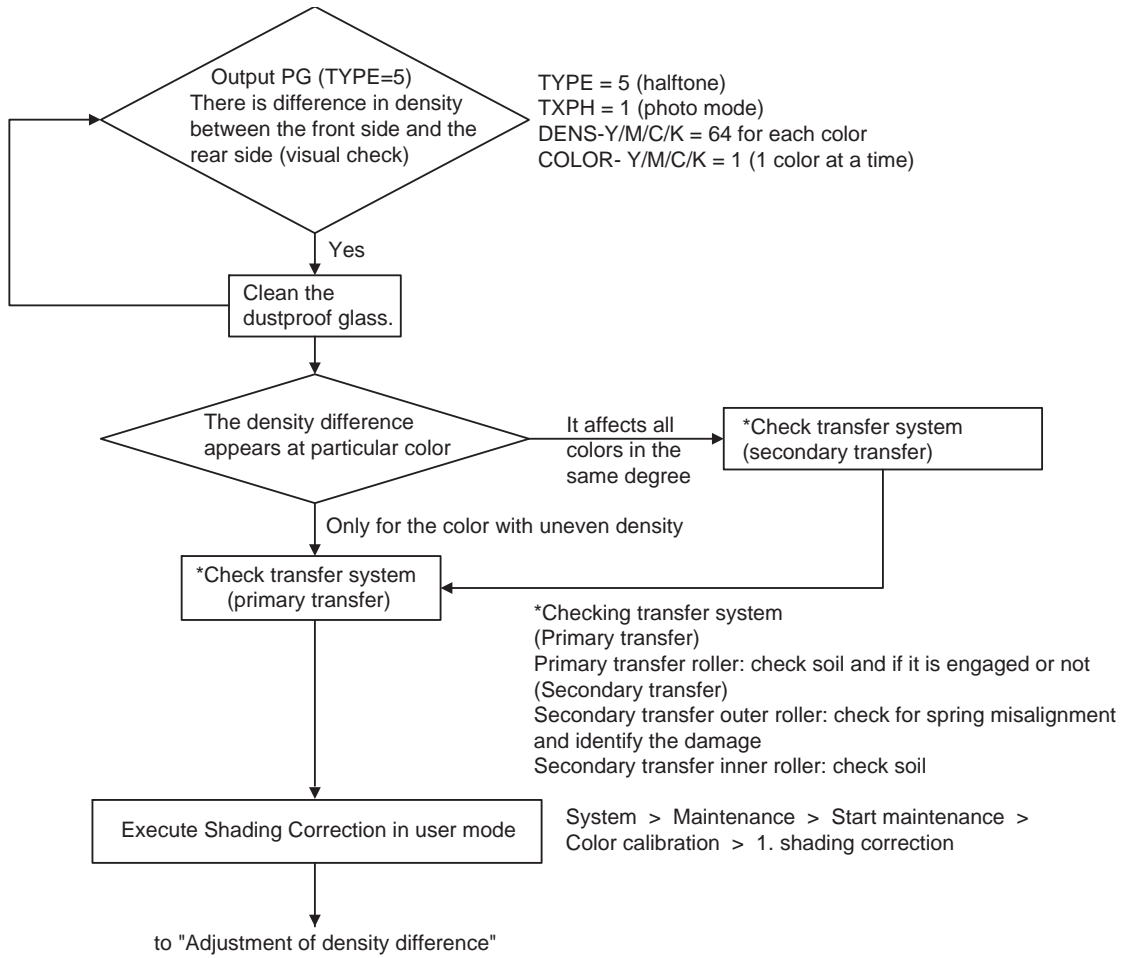 Output PG (TYPE=5)
There is difference in density
between the front side and the
rear side (visual check)
TYPE = 5 (halftone)
TXPH = 1 (photo mode)
DENS-Y/M/C/K = 64 for each color
COLOR- Y/M/C/K = 1 (1 color at a time)
Yes
Clean the
dustproof glass.
The density difference
appears at particular color
It affects all
colors in the
same degree
*Check transfer system
(secondary transfer)
Only for the color with uneven density
*Check transfer system
(primary transfer)
*Checking transfer system
(Primary transfer)
Primary transfer roller: check soil and if it is engaged or not
(Secondary transfer)
Secondary transfer outer roller: check for spring misalignment
and identify the damage
Secondary transfer inner roller: check soil
Execute Shading Correction in user mode
System > Maintenance > Start maintenance >
Color calibration > 1. shading correction
to "Adjustment of density difference"